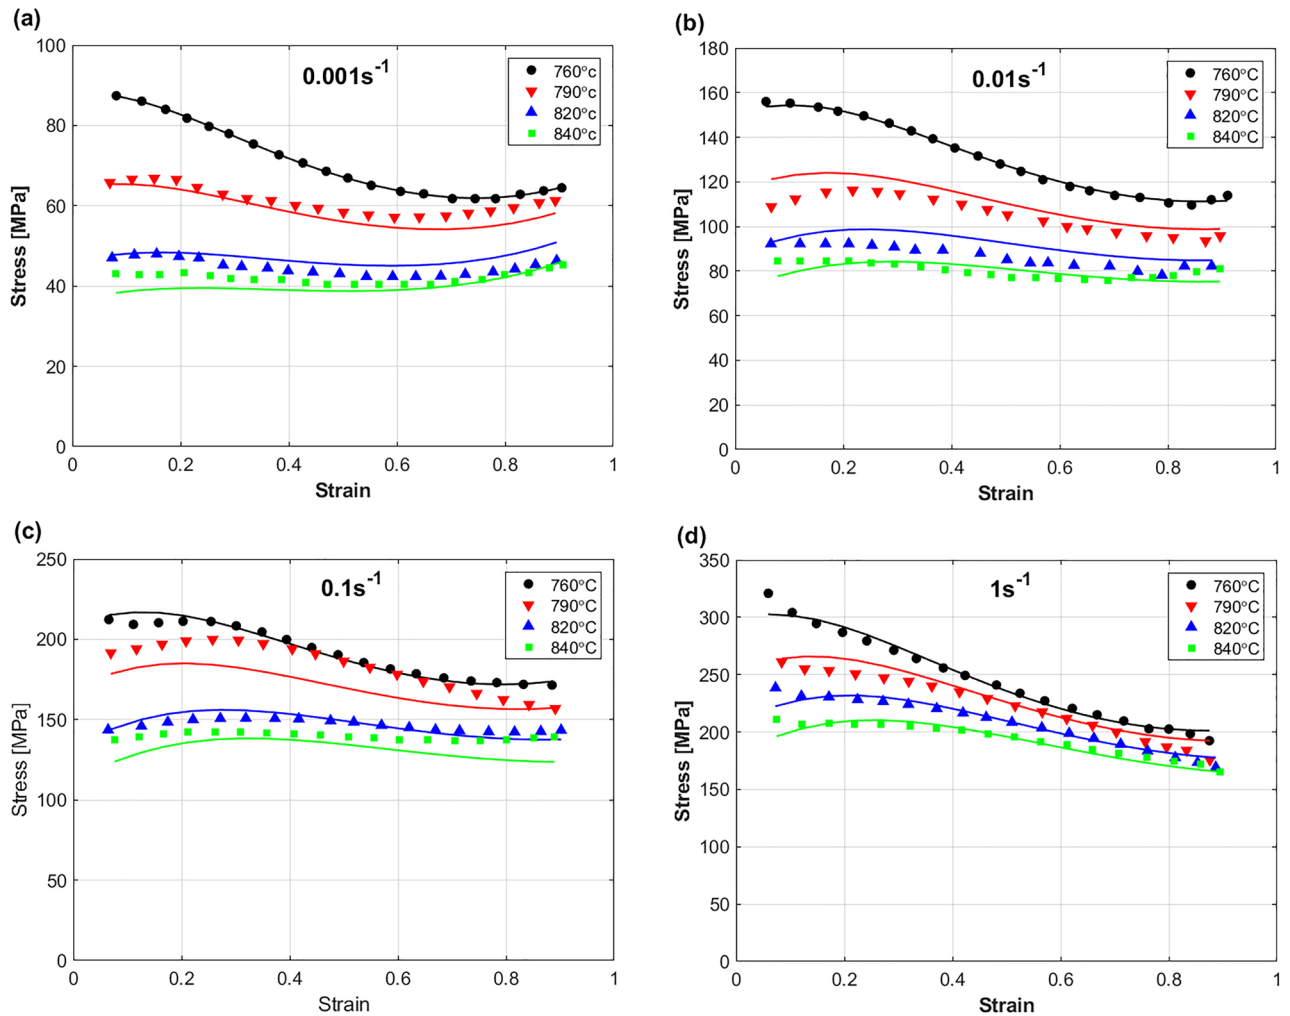 (a)
0.001s⁻¹
760°c
790°c
820°c
840°c
100
80
60
40
20
0
Stress [MPa]
0
0.2
0.4
0.6
0.8
1
Strain
(b)
0.01s⁻¹
760°C
790°C
820°C
840°C
180
160
140
120
100
80
60
40
20
0
Stress [MPa]
0
0.2
0.4
0.6
0.8
1
Strain
(c)
0.1s⁻¹
760°C
790°C
820°C
840°C
250
200
150
100
50
0
Stress [MPa]
0
0.2
0.4
0.6
0.8
1
Strain
(d)
1s⁻¹
760°C
790°C
820°C
840°C
350
300
250
200
150
100
50
0
Stress [MPa]
0
0.2
0.4
0.6
0.8
1
Strain